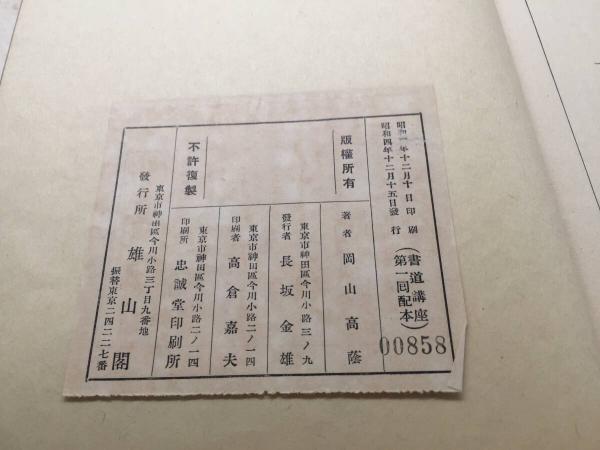 昭和 年十二月十日印刷
昭和四年十二月十五日發行
(書道講座
第一回配本)
00858
版權所有
不許複製
著者 岡山高蔭
東京市神田區今川小路三ノ九
發行者 長坂金雄
東京市神田區今川小路二ノ一四
印刷者 高倉嘉夫
東京市神田區今川小路二ノ一四
印刷所 忠誠堂印刷所
東京市神田區今川小路三丁目九番地
發行所 雄山閣
振替東京二四二二七番